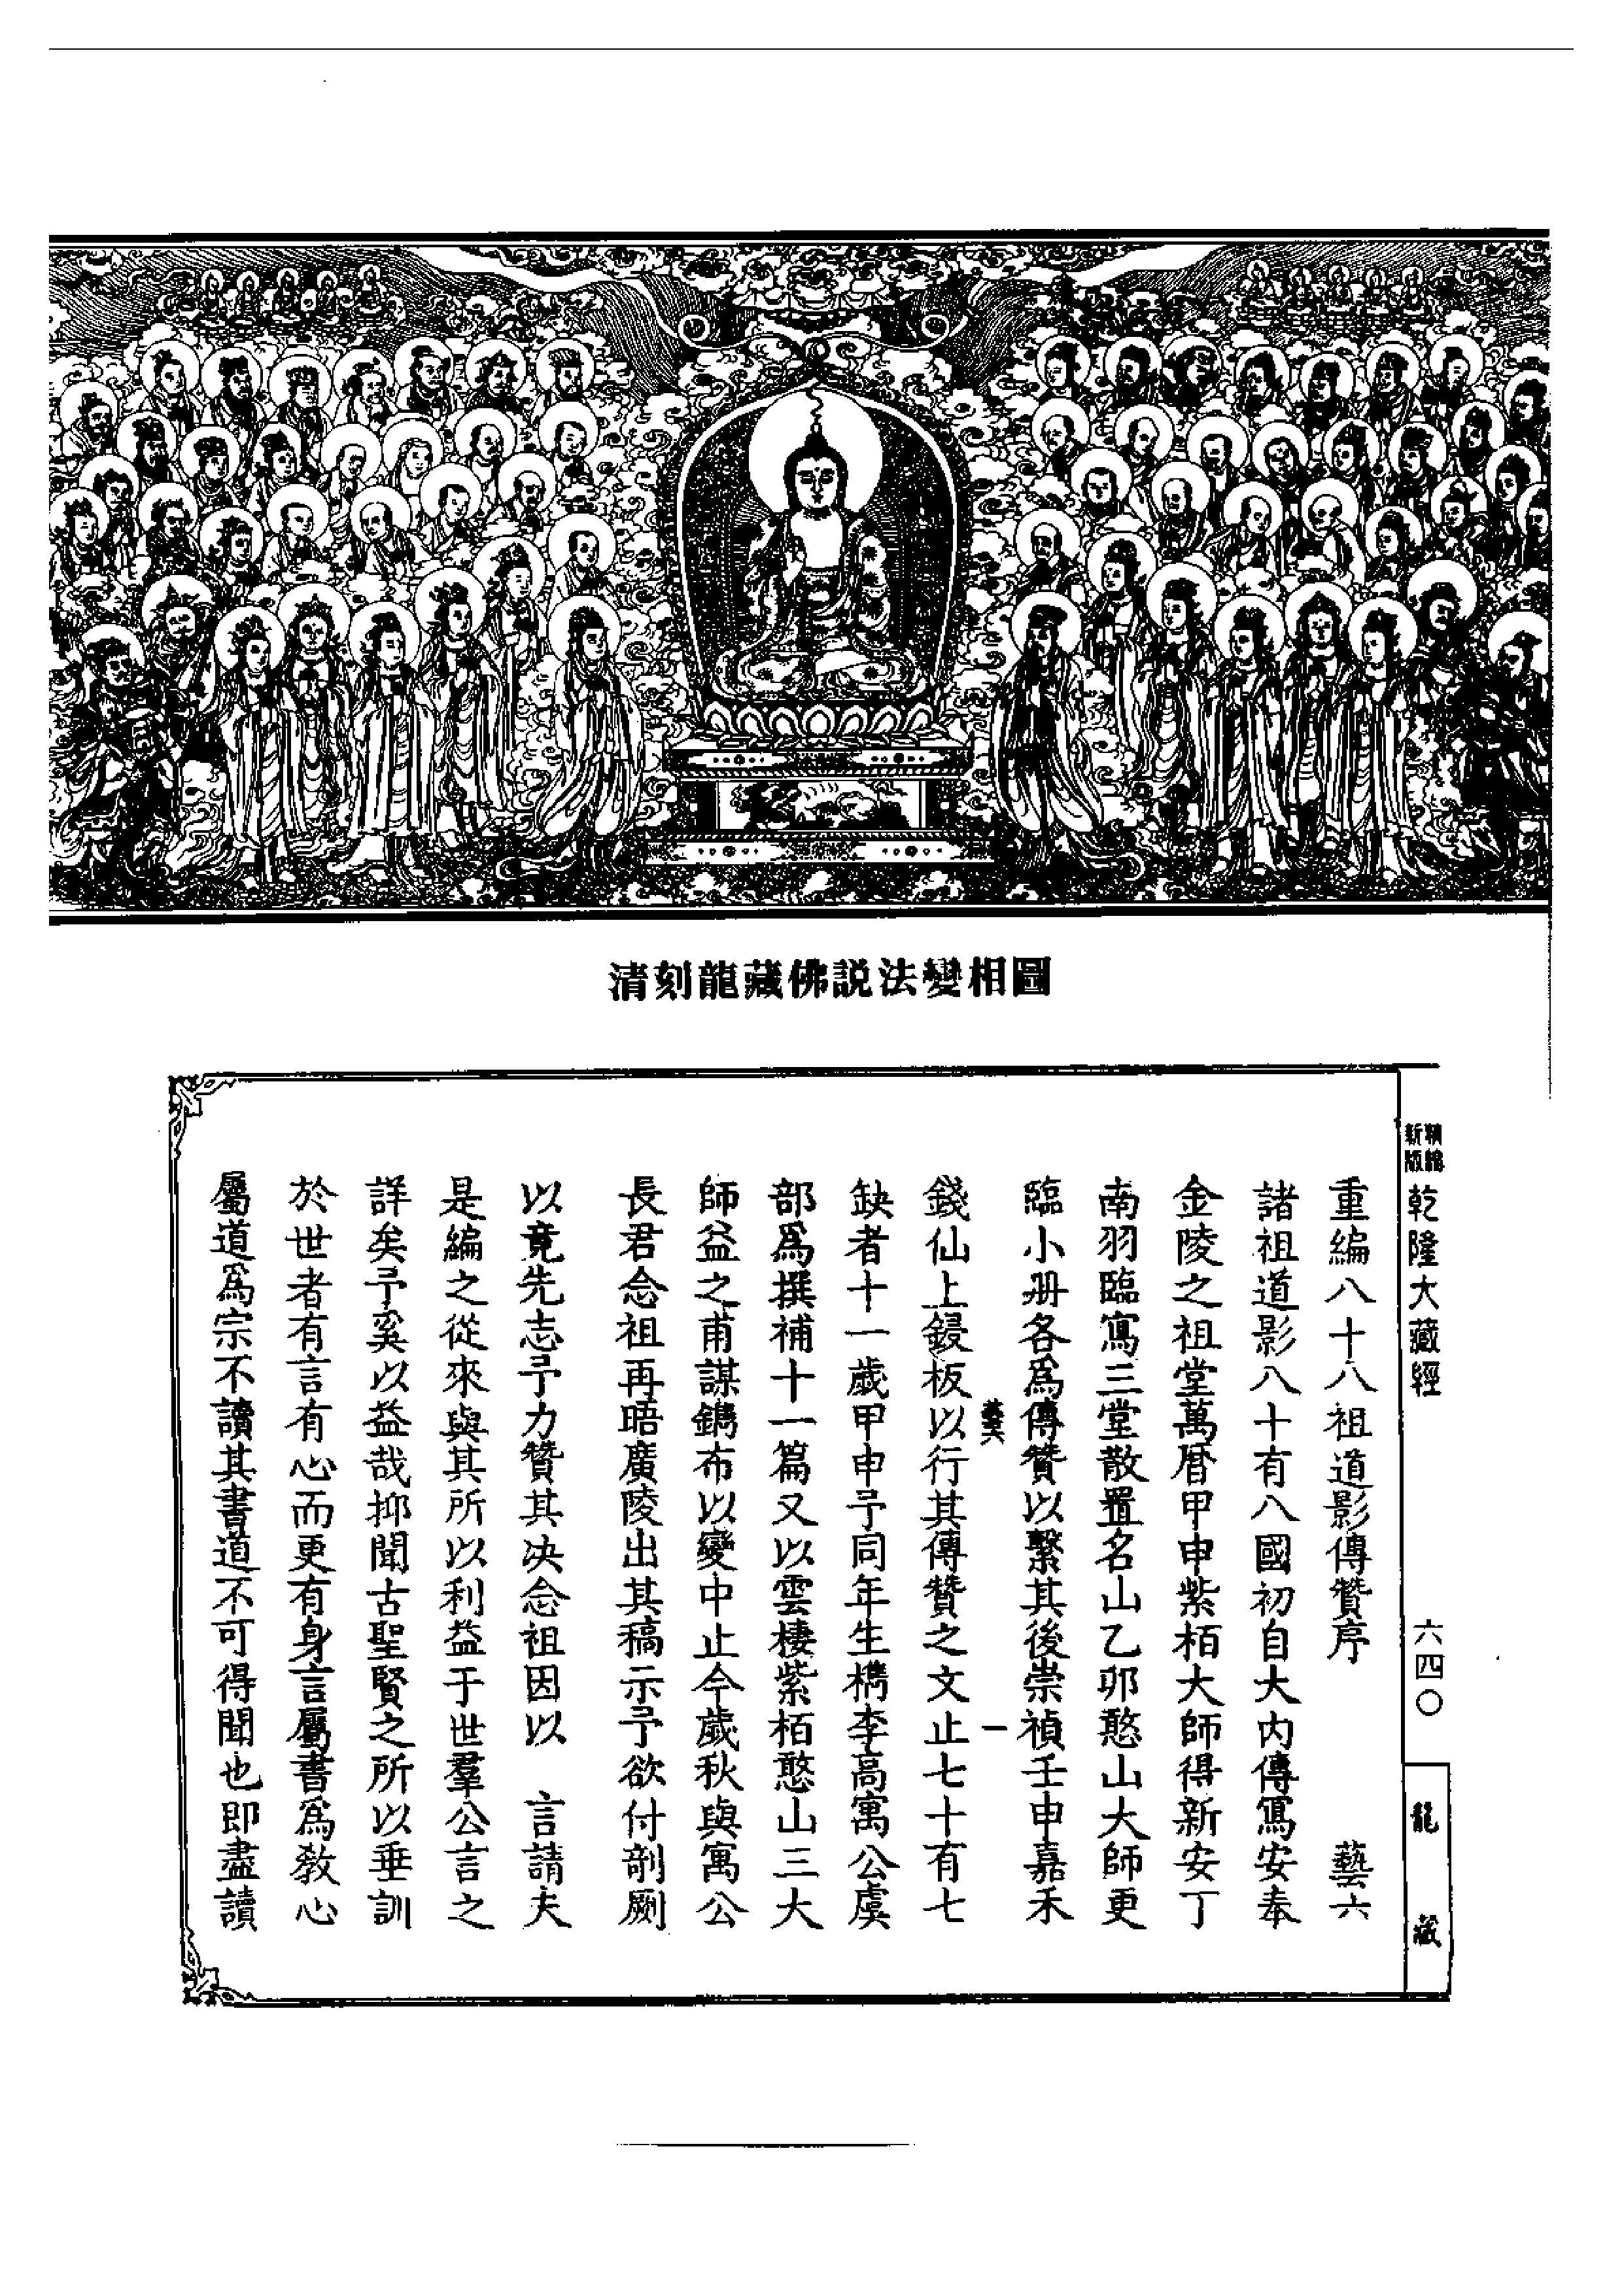 清刻龍藏佛説法變相圖
新版
精縮
乾隆大藏經
六四〇
龍藏
重編八十八祖道影傳贊序 藝六
諸祖道影八十有八國初自大内傳寫安奉
金陵之祖堂萬曆甲申紫栢大師得新安丁
南羽臨寫三堂散置名山乙卯憨山大師更
臨小册各爲傳贊以繫其後崇禎壬申嘉禾
藝六 一
錢仙上鋟板以行其傳贊之文止七十有七
缺者十一歲甲申予同年生檇李高寓公虞
部爲撰補十一篇又以雲棲紫栢憨山三大
師益之甫謀鐫布以變中止今歲秋與寓公
長君念祖再晤廣陵出其稿示予欲付剞劂
以竟先志予力贊其决念祖因以 言請夫
是編之從來與其所以利益于世羣公言之
詳矣予奚以益哉抑聞古聖賢之所以垂訓
於世者有言有心而更有身言屬書爲教心
屬道爲宗不讀其書道不可得聞也即盡讀